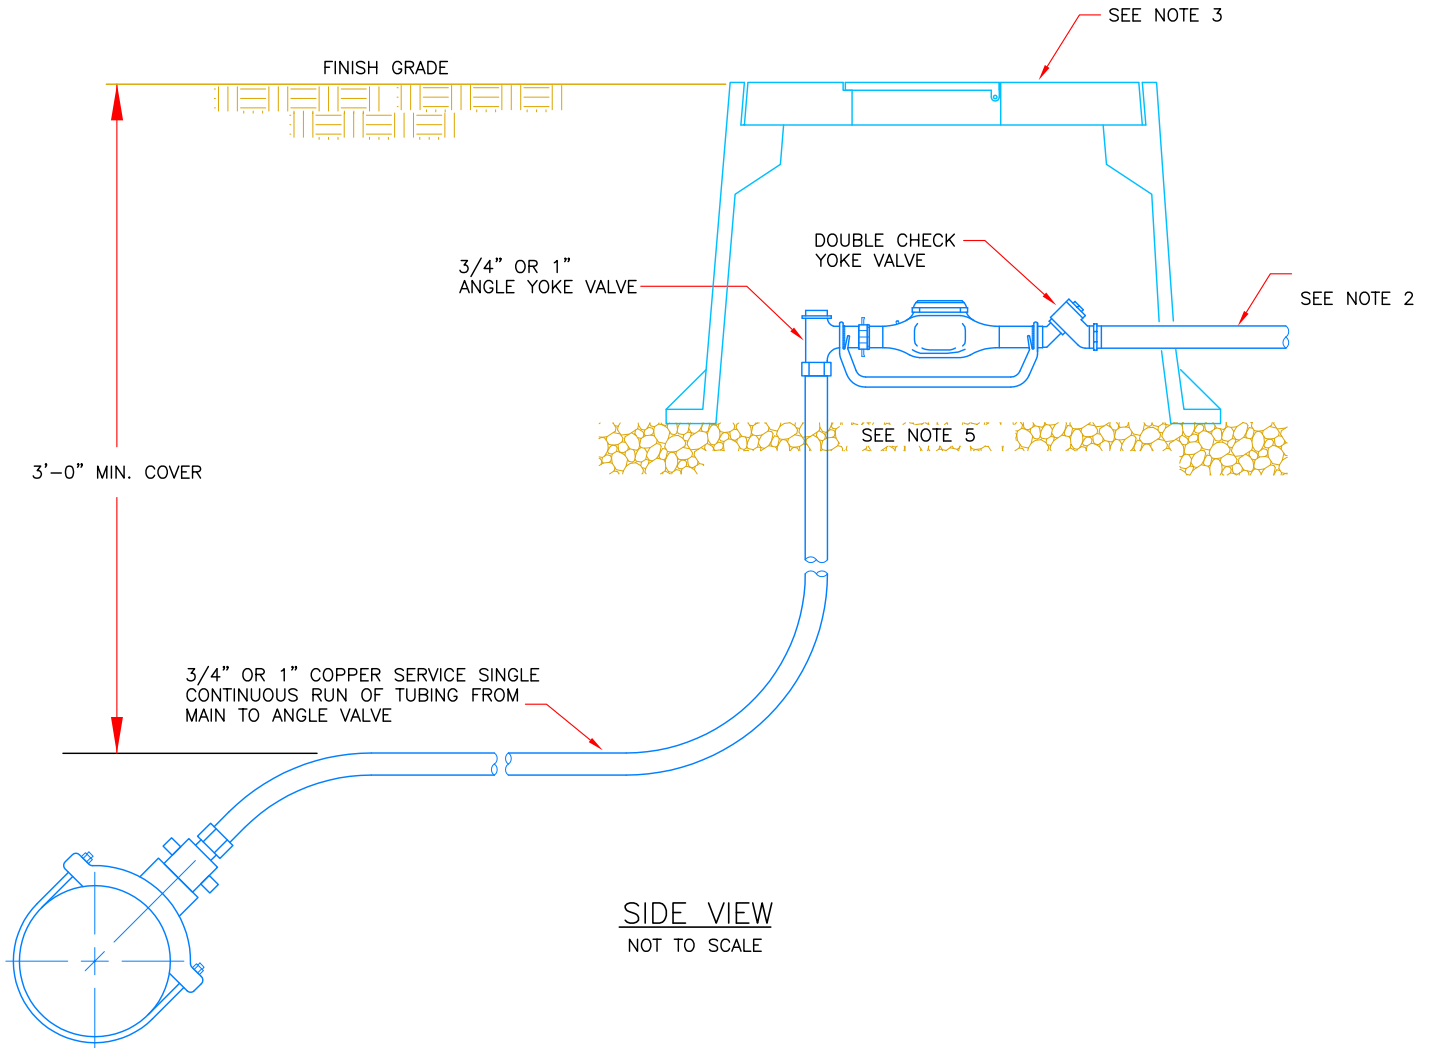 SEE NOTE 3
FINISH GRADE
DOUBLE CHECK
YOKE VALVE
3/4” OR 1”
ANGLE YOKE VALVE
SEE NOTE 2
SEE NOTE 5
3’-0” MIN. COVER
3/4” OR 1” COPPER SERVICE SINGLE
CONTINUOUS RUN OF TUBING FROM
MAIN TO ANGLE VALVE
SIDE VIEW
NOT TO SCALE